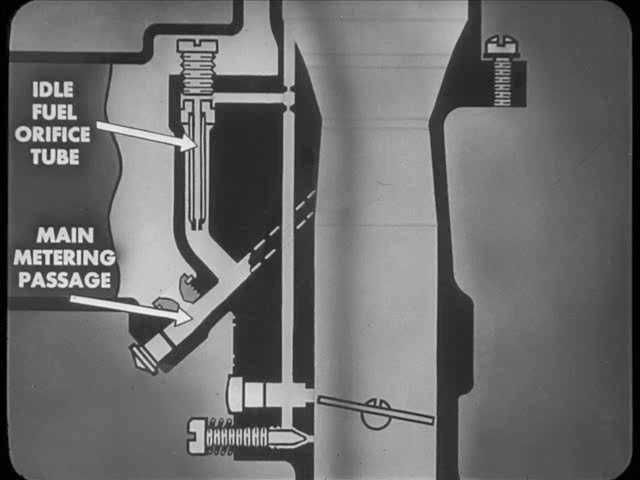 IDLE
FUEL
ORIFICE
TUBE
MAIN
METERING
PASSAGE